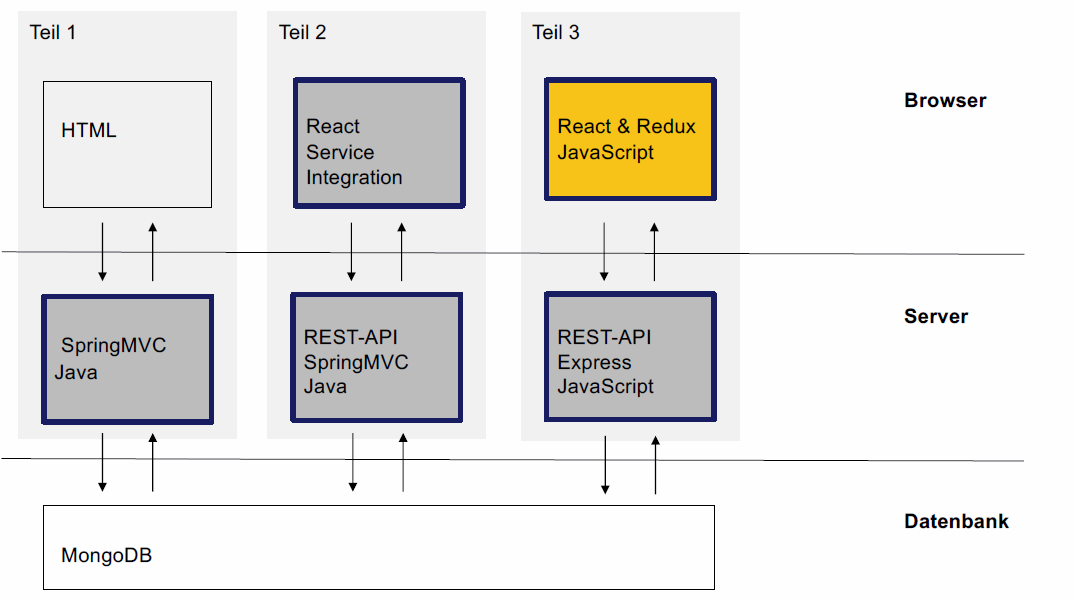 Teil 1
Teil 2
Teil 3
HTML
React
Service
Integration
React & Redux
JavaScript
Browser
SpringMVC
Java
REST-API
SpringMVC
Java
REST-API
Express
JavaScript
Server
MongoDB
Datenbank